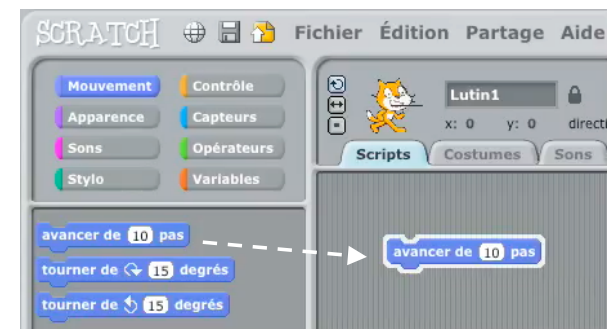 SCRATCH Fichier Édition Partage Aide
Mouvement Contrôle
Apparence Capteurs
Sons Opérateurs
Stylo Variables
Lutin1
x: 0 y: 0 directi
Scripts Costumes Sons
avancer de 10 pas
tourner de 15 degrés
tourner de 15 degrés
avancer de 10 pas